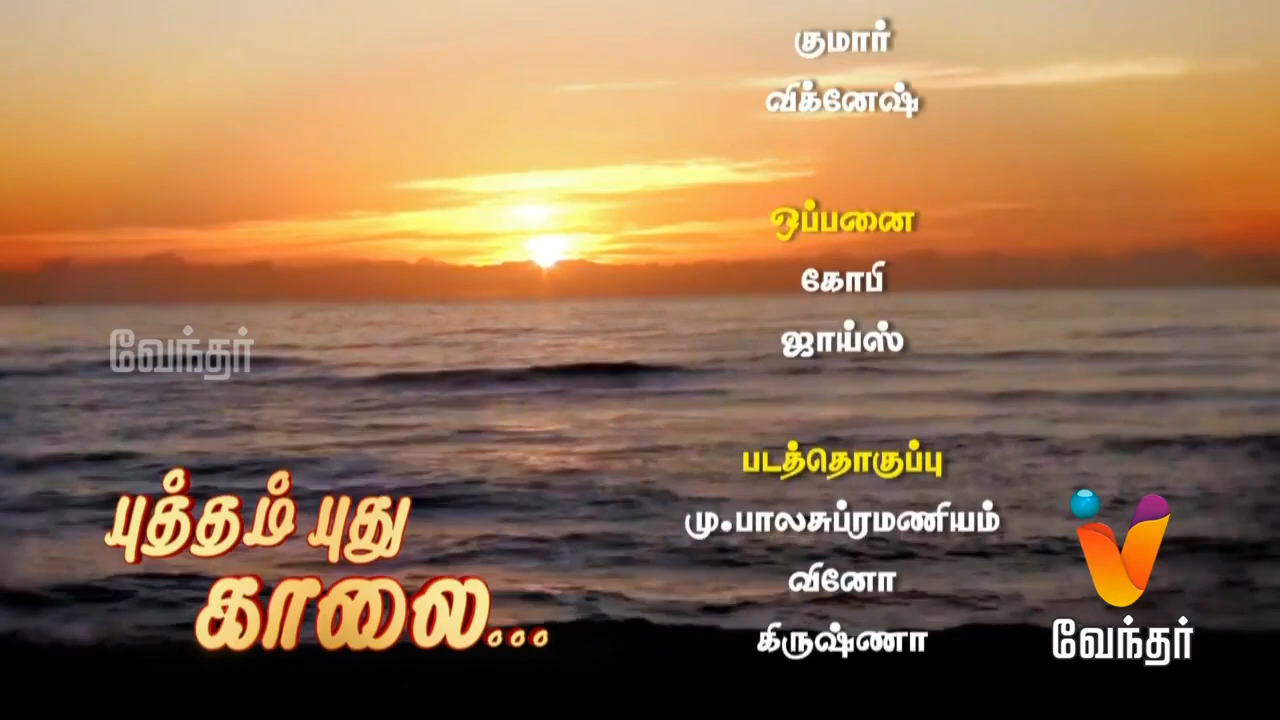 குமார்
விக்னேஷ்
ஒப்பனை
கோபி
ஜாய்ஸ்
வேந்தர்
படத்தொகுப்பு
மு.பாலசுப்ரமணியம்
வினோ
கிருஷ்ணா
புத்தம் புது
காலை...
வேந்தர்